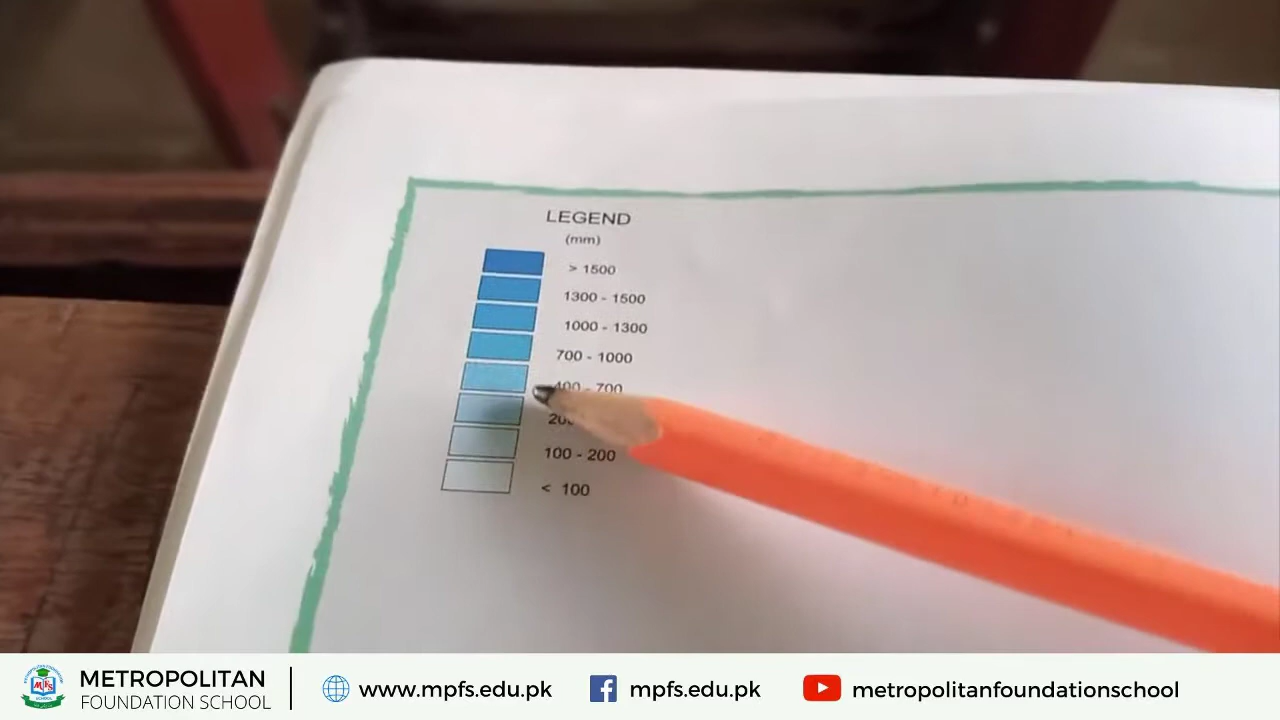 LEGEND
(mm)
> 1500
1300 - 1500
1000 - 1300
700 - 1000
400 - 700
100 - 200
< 100
METROPOLITAN
FOUNDATION SCHOOL
www.mpfs.edu.pk
mpfs.edu.pk
metropolitanfoundationschool